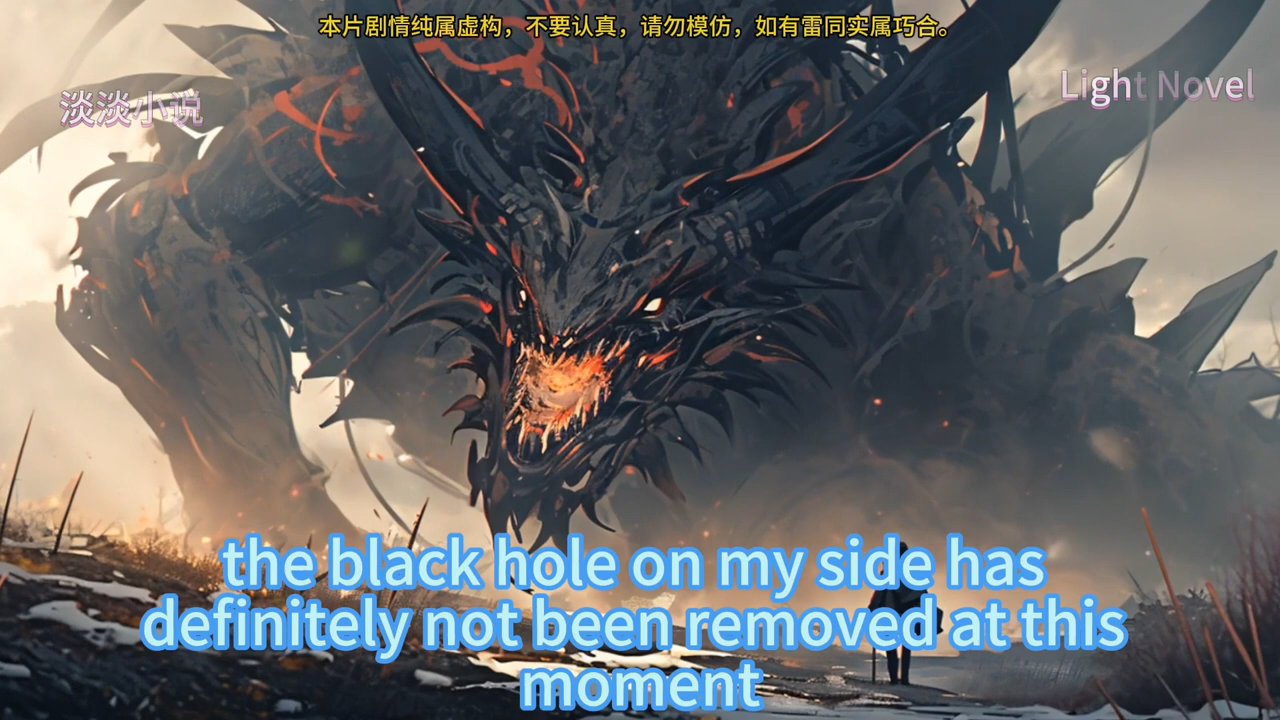 本片剧情纯属虚构，不要认真，请勿模仿，如有雷同实属巧合。
淡淡小说
Light Novel
the black hole on my side has
definitely not been removed at this
moment